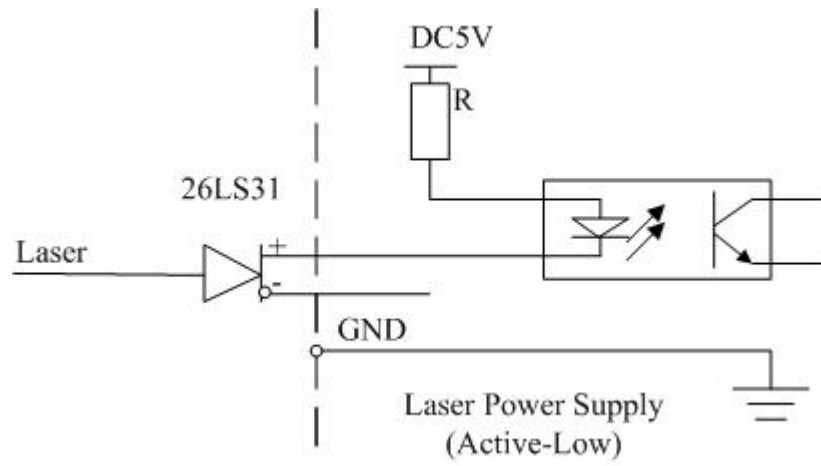 DC5V
R
26LS31
Laser
+
-
GND
Laser Power Supply
(Active-Low)